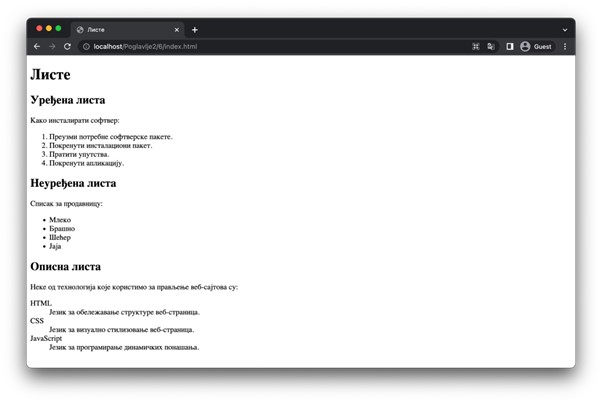 Листе
localhost/Poglavlje2/6/index.html
Guest
Листе
Уређена листа
Како инсталирати софтвер:
1. Преузми потребне софтверске пакете.
2. Покренути инсталациони пакет.
3. Пратити упутства.
4. Покренути апликацију.
Неуређена листа
Списак за продавницу:
• Млеко
• Брашно
• Шећер
• Јаја
Описна листа
Неке од технологија које користимо за прављење веб-сајтова су:
HTML
Језик за обележавање структуре веб-страница.
CSS
Језик за визуално стилизовање веб-страница.
JavaScript
Језик за програмирање динамичких понашања.